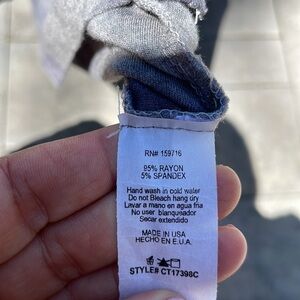 RN# 159716
95% RAYON
5% SPANDEX
Hand wash in cold water
Do not Bleach hang dry
Lavar a mano en agua fria
No user blanqueador
Secar extendido
MADE IN USA
HECHO EN E.U.A.
STYLE# CT17398C